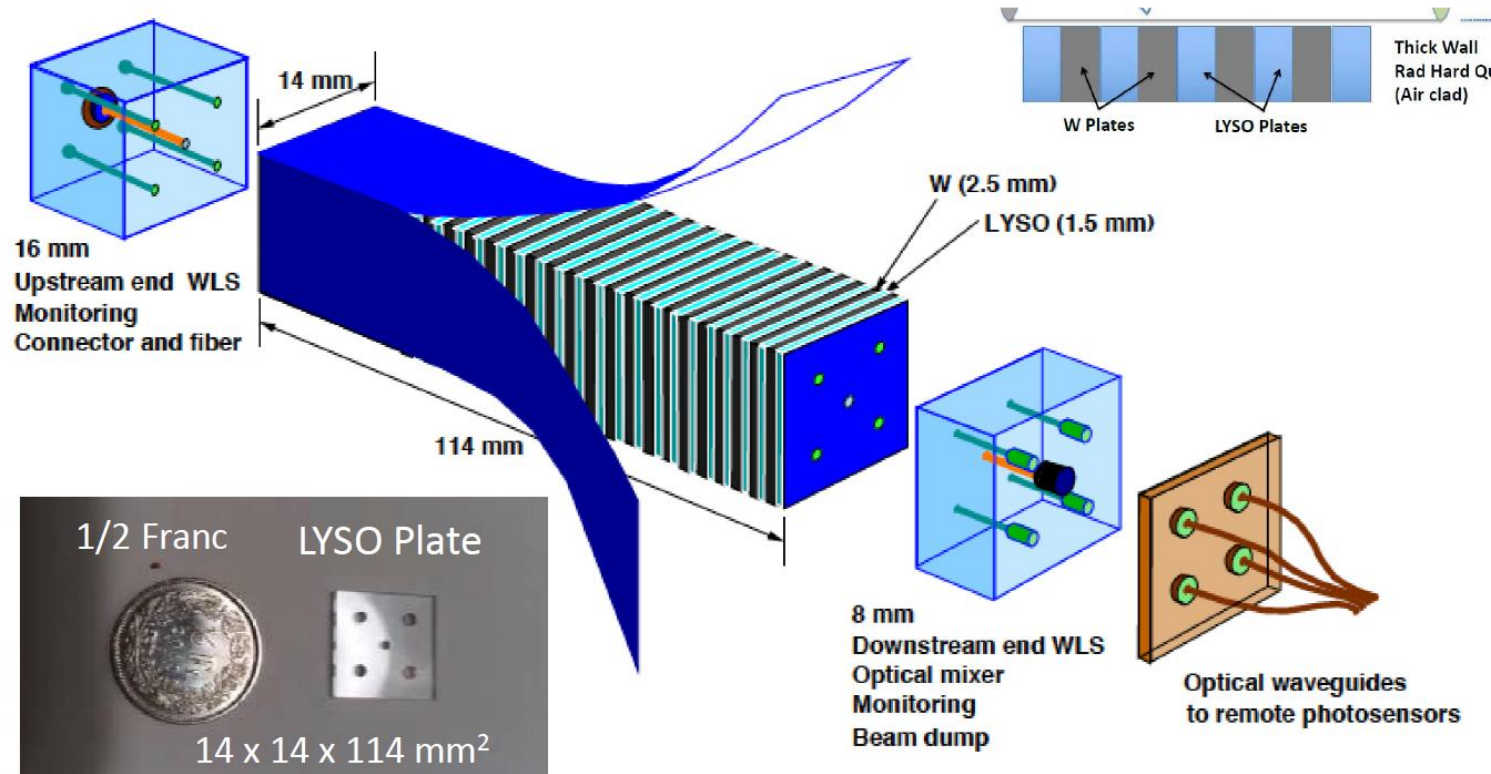 14 mm
Thick Wall
Rad Hard
(Air clad)
W Plates
LYSO Plates
W (2.5 mm)
LYSO (1.5 mm)
16 mm
Upstream end WLS
Monitoring
Connector and fiber
114 mm
1/2 Franc
LYSO Plate
14 x 14 x 114 mm²
8 mm
Downstream end WLS
Optical mixer
Monitoring
Beam dump
Optical waveguides
to remote photosensors